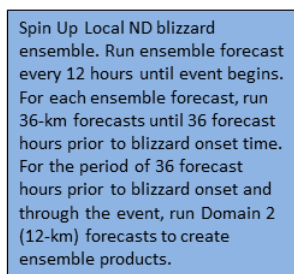 Spin Up Local ND blizzard
ensemble. Run ensemble forecast
every 12 hours until event begins.
For each ensemble forecast, run
36-km forecasts until 36 forecast
hours prior to blizzard onset time.
For the period of 36 forecast
hours prior to blizzard onset and
through the event, run Domain 2
(12-km) forecasts to create
ensemble products.